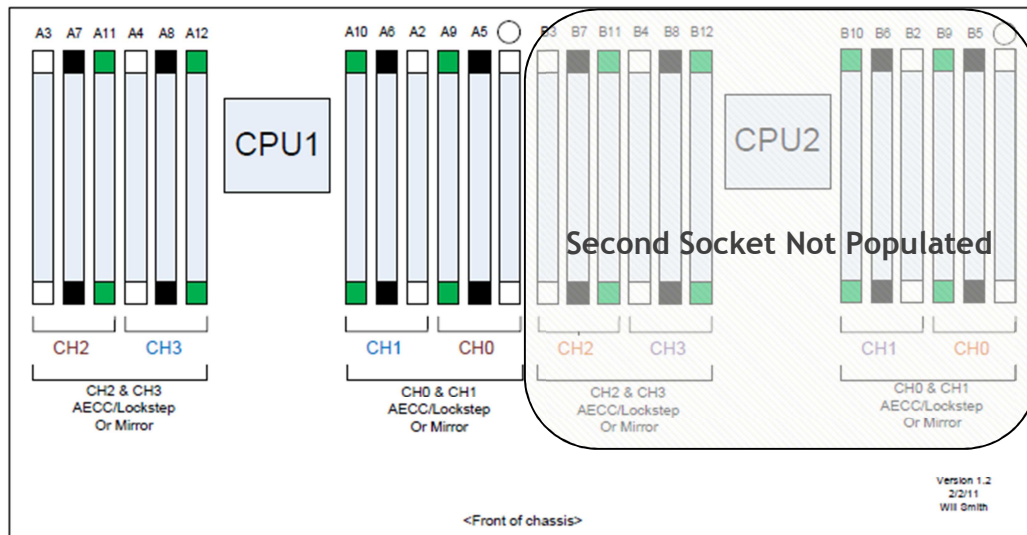 A3 A7 A11 A4 A8 A12
A10 A6 A2 A9 A5
B3 B7 B11 B4 B8 B12
B10 B6 B2 B9 B5
CPU1
CPU2
Second Socket Not Populated
CH2 CH3
CH1 CH0
CH2 CH3
CH1 CH0
CH2 & CH3
AECC/Lockstep
Or Mirror
CH0 & CH1
AECC/Lockstep
Or Mirror
CH2 & CH3
AECC/Lockstep
Or Mirror
CH0 & CH1
AECC/Lockstep
Or Mirror
Version 1.2
2/2/11
Will Smith
<Front of chassis>